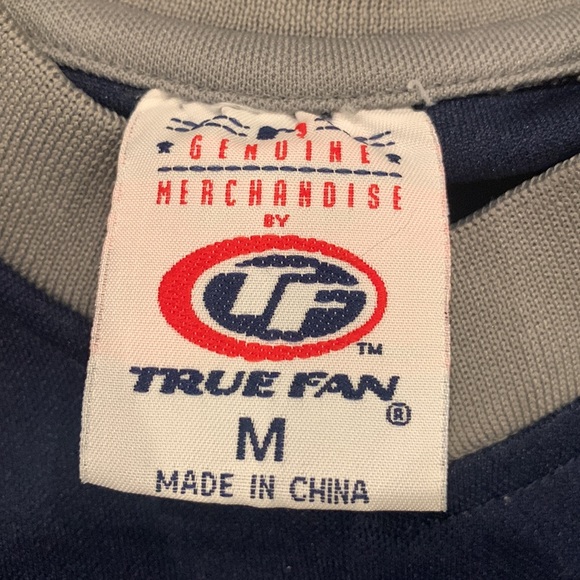 GENUINE
MERCHANDISE
BY
TF
TM
TRUE FAN®
M
MADE IN CHINA